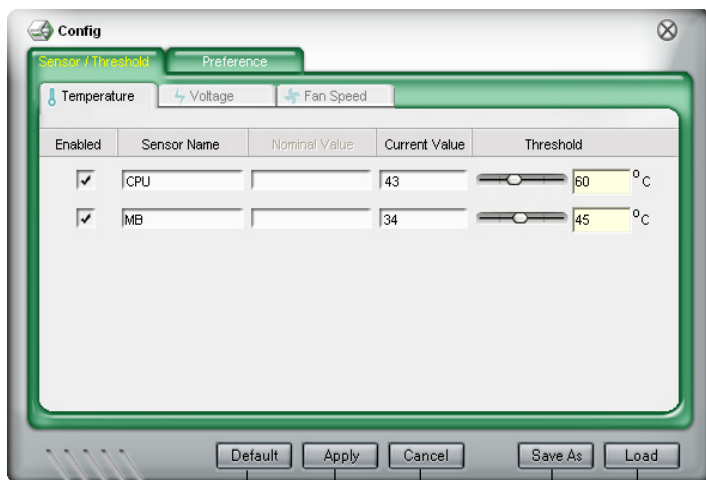 Config
Sensor / Threshold Preference
Temperature Voltage Fan Speed
Enabled Sensor Name Nominal Value Current Value Threshold
CPU 43 60 °C
MB 34 45 °C
Default Apply Cancel Save As Load